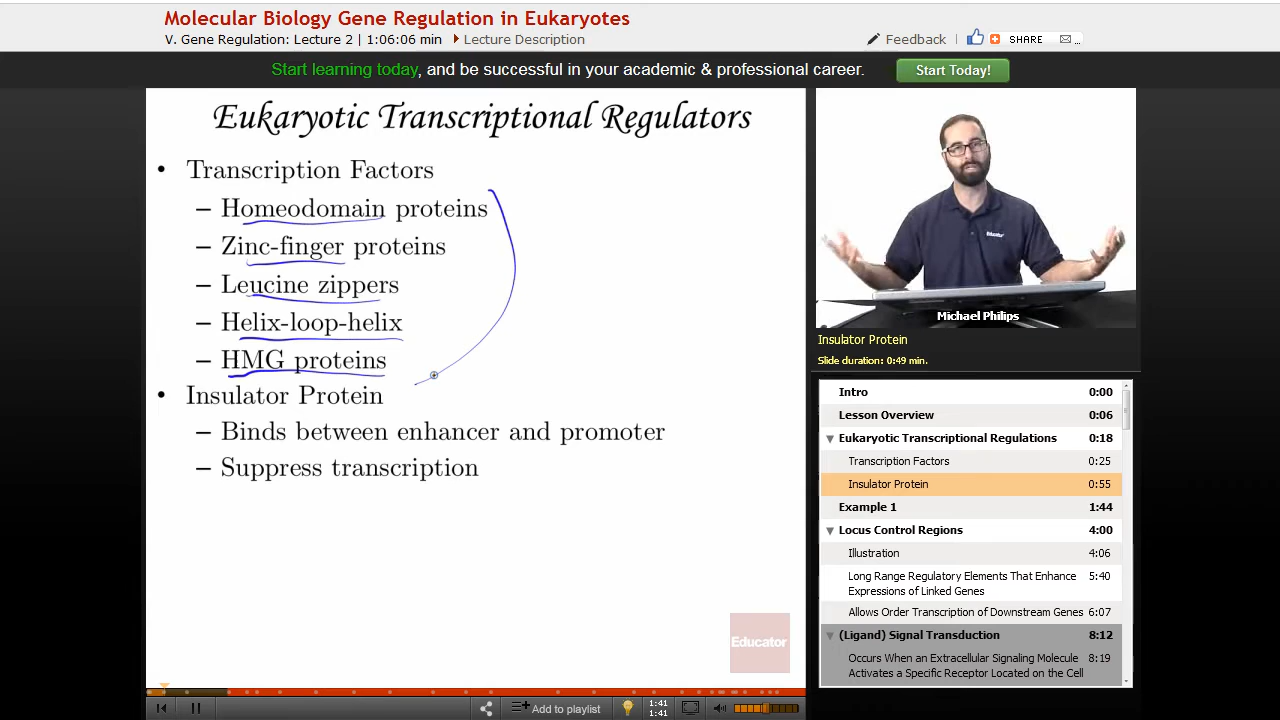 Molecular Biology Gene Regulation in Eukaryotes
V. Gene Regulation: Lecture 2 | 1:06:06 min Lecture Description
Feedback | SHARE
Start learning today, and be successful in your academic & professional career. Start Today!
Eukaryotic Transcriptional Regulators
• Transcription Factors
– Homeodomain proteins
– Zinc-finger proteins
– Leucine zippers
– Helix-loop-helix
– HMG proteins
• Insulator Protein
– Binds between enhancer and promoter
– Suppress transcription
Educator
Educator
Michael Philips
Insulator Protein
Slide duration: 0:49 min.
Intro 0:00
Lesson Overview 0:06
Eukaryotic Transcriptional Regulations 0:18
Transcription Factors 0:25
Insulator Protein 0:55
Example 1 1:44
Locus Control Regions 4:00
Illustration 4:06
Long Range Regulatory Elements That Enhance 5:40
Expressions of Linked Genes
Allows Order Transcription of Downstream Genes 6:07
(Ligand) Signal Transduction 8:12
Occurs When an Extracellular Signaling Molecule 8:19
Activates a Specific Receptor Located on the Cell
Add to playlist
1:41
1:41